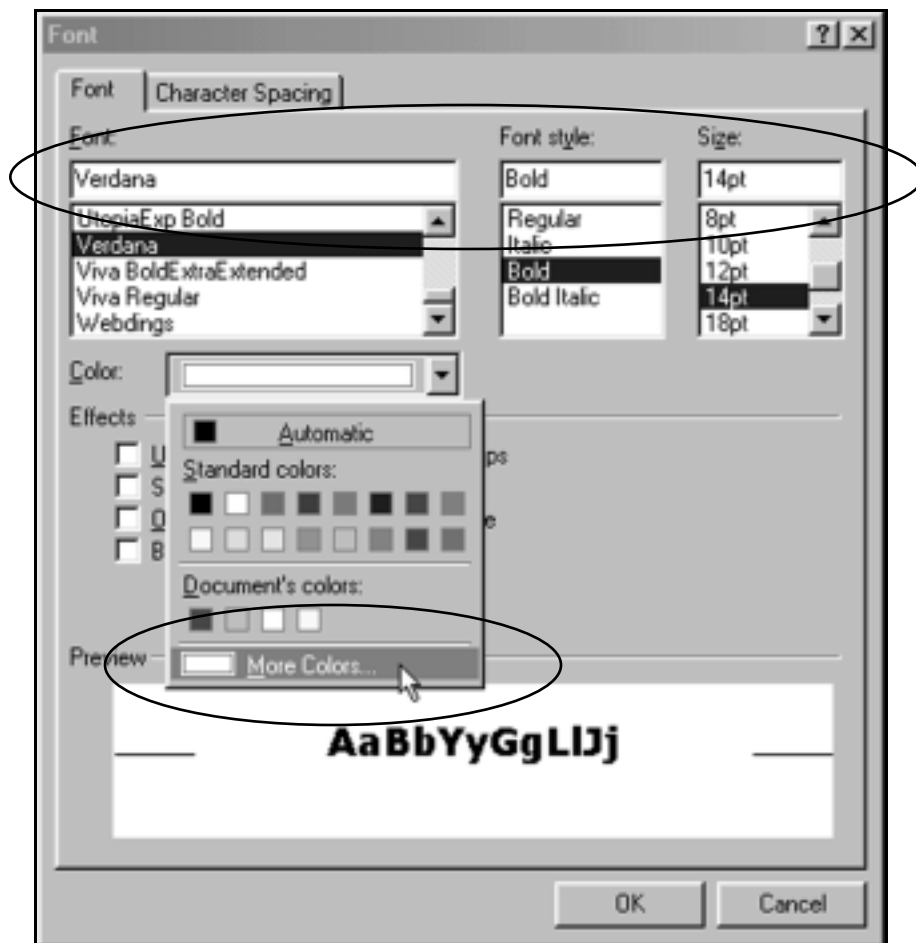 Font
Font Character Spacing
Font: Font style: Size:
Verdana Bold 14pt
UtopiaExp Bold Regular 8pt
Verdana Italic 10pt
Viva BoldExtraExtended Bold 12pt
Viva Regular Bold Italic 14pt
Webdings 18pt
Color:
Effects
Automatic
U ps
Standard colors:
S
O e
B
Document's colors:
Preview
More Colors...
AaBbYyGgLlJj
OK Cancel